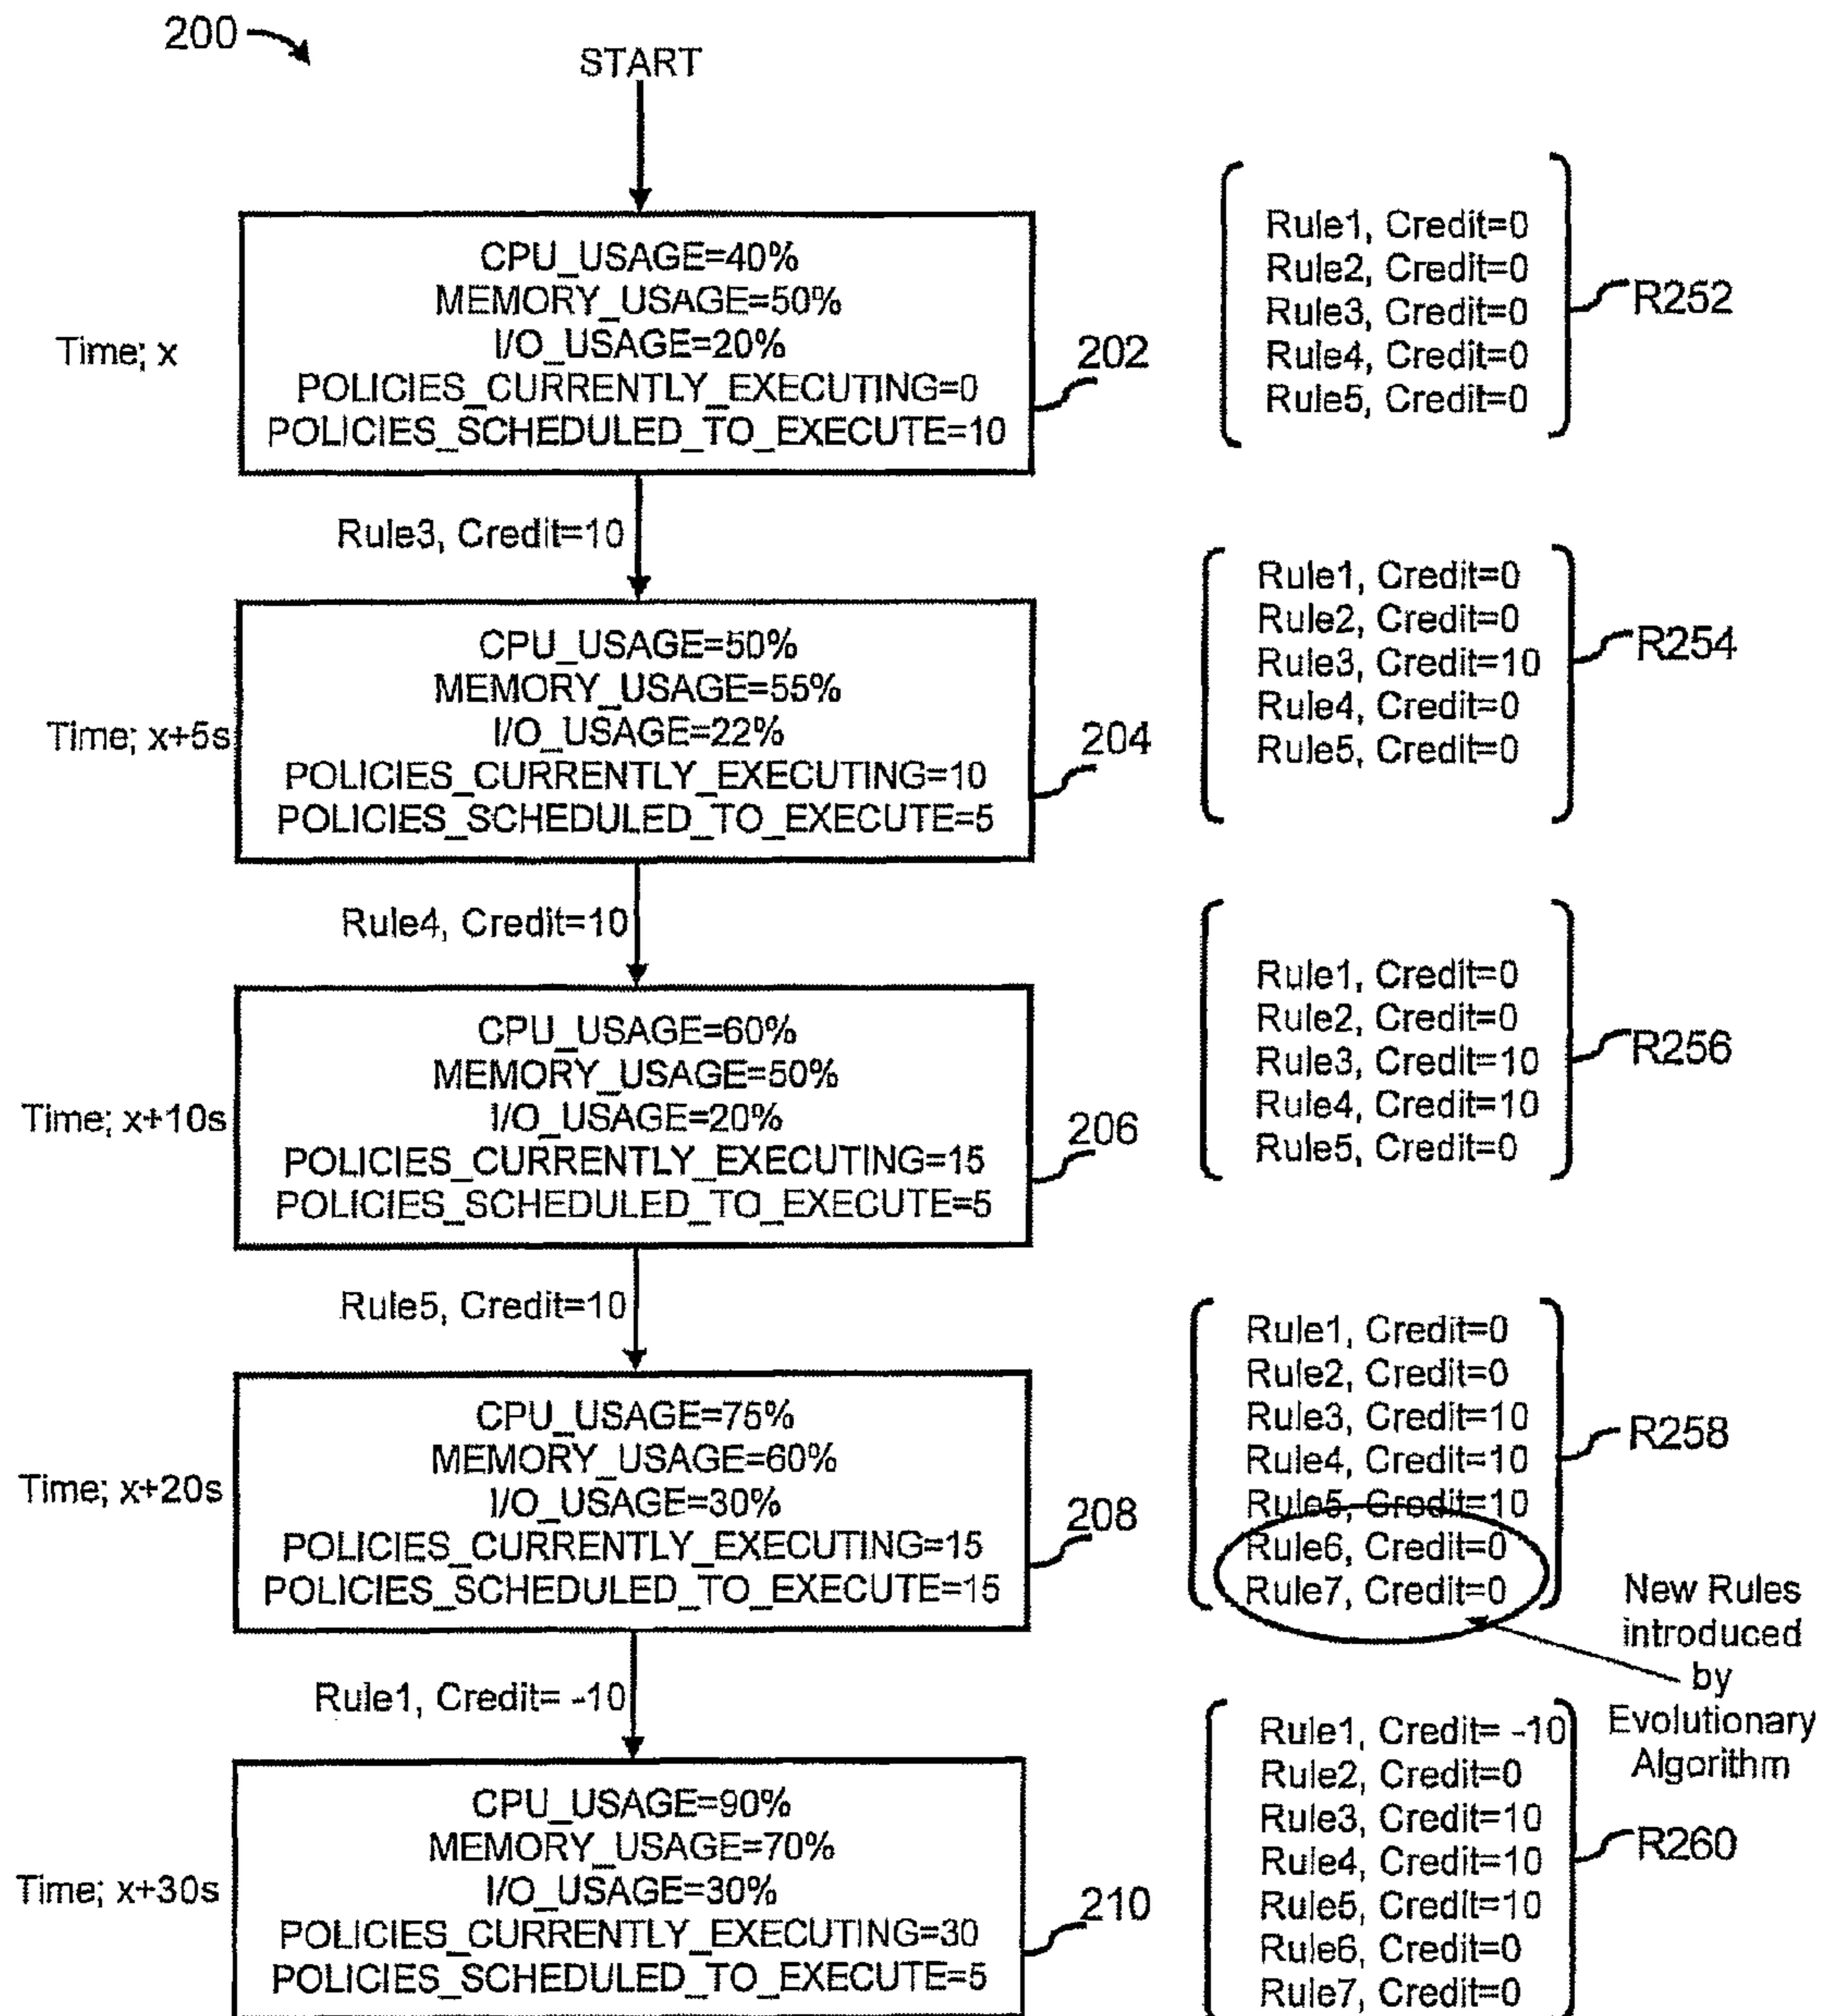 200
START
Time; x
CPU_USAGE=40%
MEMORY_USAGE=50%
I/O_USAGE=20%
POLICIES_CURRENTLY_EXECUTING=0
POLICIES_SCHEDULED_TO_EXECUTE=10
202
Rule1, Credit=0
Rule2, Credit=0
Rule3, Credit=0
Rule4, Credit=0
Rule5, Credit=0
R252
Rule3, Credit=10
Time; x+5s
CPU_USAGE=50%
MEMORY_USAGE=55%
I/O_USAGE=22%
POLICIES_CURRENTLY_EXECUTING=10
POLICIES_SCHEDULED_TO_EXECUTE=5
204
Rule1, Credit=0
Rule2, Credit=0
Rule3, Credit=10
Rule4, Credit=0
Rule5, Credit=0
R254
Rule4, Credit=10
Time; x+10s
CPU_USAGE=60%
MEMORY_USAGE=50%
I/O_USAGE=20%
POLICIES_CURRENTLY_EXECUTING=15
POLICIES_SCHEDULED_TO_EXECUTE=5
206
Rule1, Credit=0
Rule2, Credit=0
Rule3, Credit=10
Rule4, Credit=10
Rule5, Credit=0
R256
Rule5, Credit=10
Time; x+20s
CPU_USAGE=75%
MEMORY_USAGE=60%
I/O_USAGE=30%
POLICIES_CURRENTLY_EXECUTING=15
POLICIES_SCHEDULED_TO_EXECUTE=15
208
Rule1, Credit=0
Rule2, Credit=0
Rule3, Credit=10
Rule4, Credit=10
Rule5, Credit=10
Rule6, Credit=0
Rule7, Credit=0
R258
New Rules
introduced
by
Evolutionary
Algorithm
Rule1, Credit= -10
Time; x+30s
CPU_USAGE=90%
MEMORY_USAGE=70%
I/O_USAGE=30%
POLICIES_CURRENTLY_EXECUTING=30
POLICIES_SCHEDULED_TO_EXECUTE=5
210
Rule1, Credit= -10
Rule2, Credit=0
Rule3, Credit=10
Rule4, Credit=10
Rule5, Credit=10
Rule6, Credit=0
Rule7, Credit=0
R260